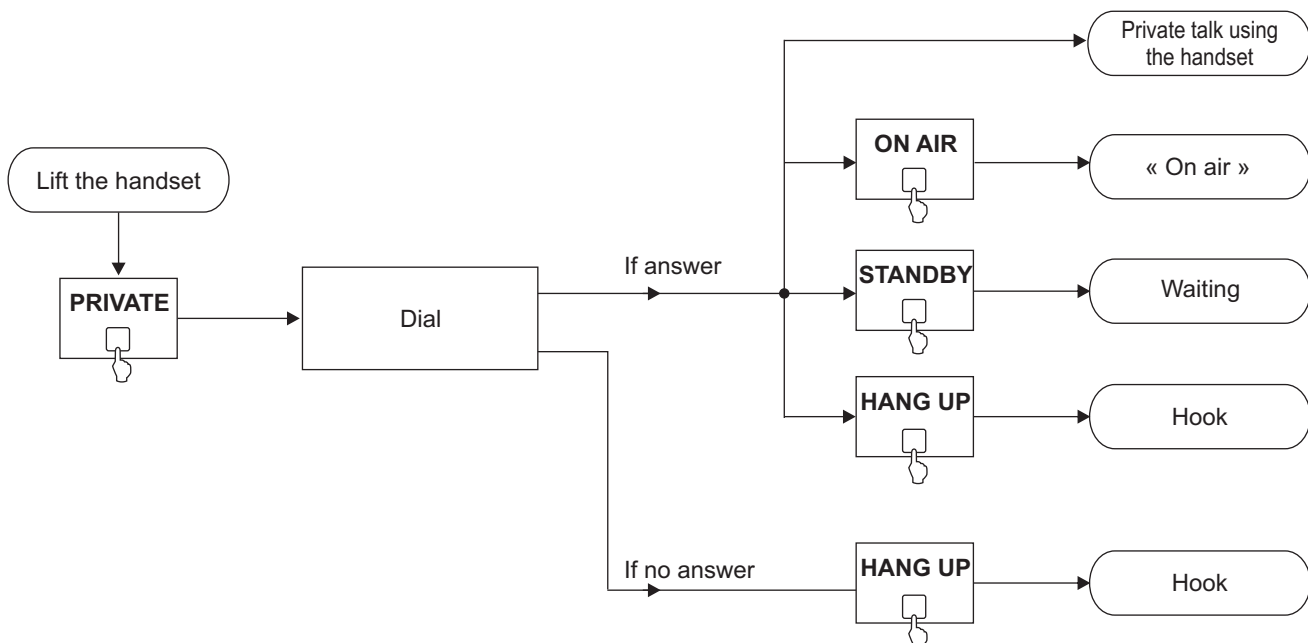 Private talk using
the handset
ON AIR
« On air »
Lift the handset
PRIVATE
Dial
If answer
STANDBY
Waiting
HANG UP
Hook
If no answer
HANG UP
Hook